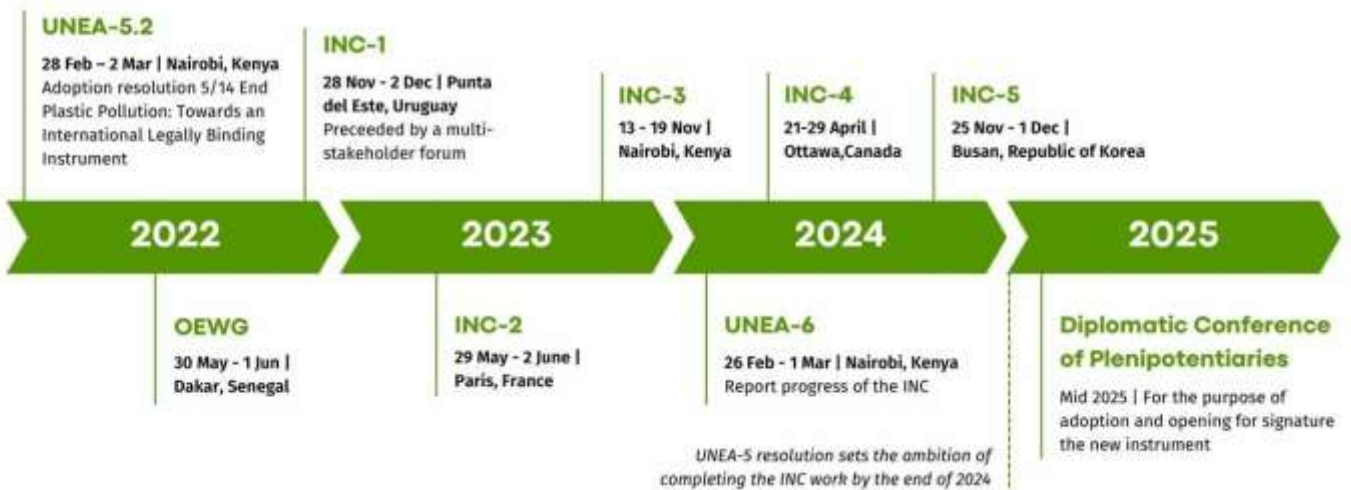 UNEA-5.2
28 Feb – 2 Mar | Nairobi, Kenya
Adoption resolution 5/14 End
Plastic Pollution: Towards an
International Legally Binding
Instrument
INC-1
28 Nov - 2 Dec | Punta
del Este, Uruguay
Preceeded by a multi-
stakeholder forum
INC-3
13 - 19 Nov |
Nairobi, Kenya
INC-4
21-29 April |
Ottawa,Canada
INC-5
25 Nov - 1 Dec |
Busan, Republic of Korea
2022
2023
2024
2025
OEWG
30 May - 1 Jun |
Dakar, Senegal
INC-2
29 May - 2 June |
Paris, France
UNEA-6
26 Feb - 1 Mar | Nairobi, Kenya
Report progress of the INC
UNEA-5 resolution sets the ambition of
completing the INC work by the end of 2024
Diplomatic Conference
of Plenipotentiaries
Mid 2025 | For the purpose of
adoption and opening for signature
the new instrument